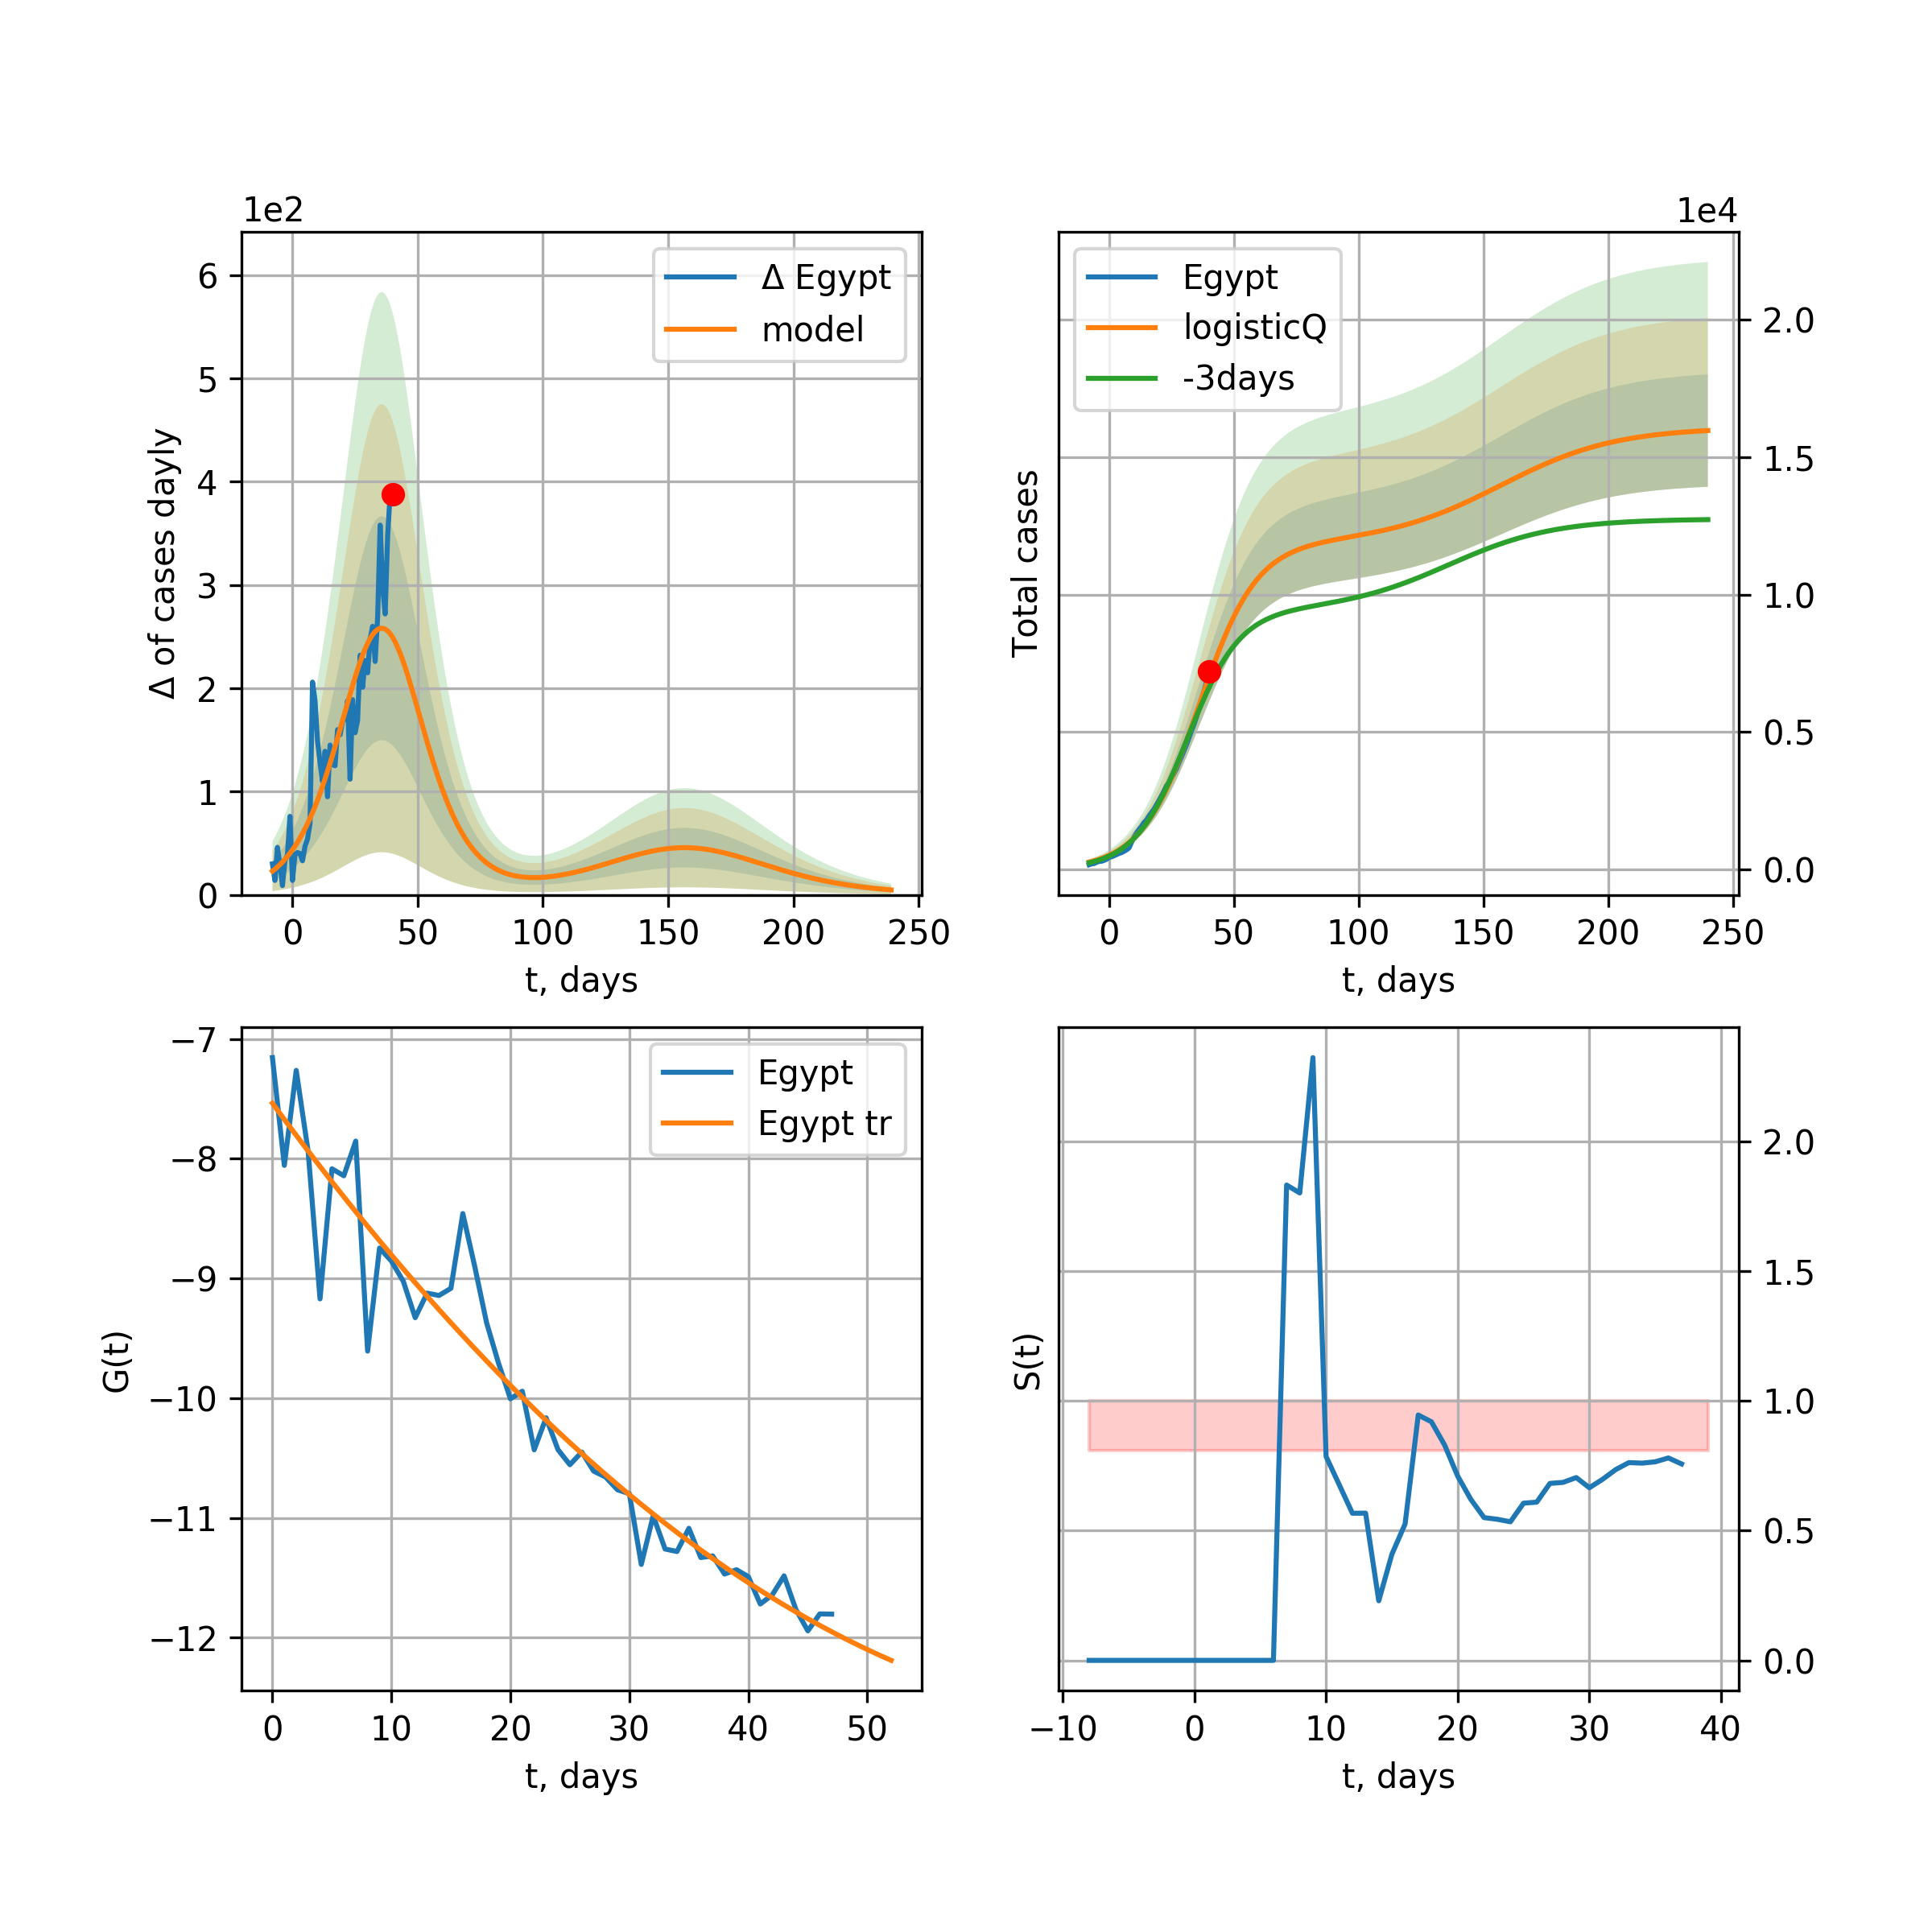 1e2
6
5
4
3
2
1
0
Δ of cases dayly
Δ Egypt
model
0 50 100 150 200 250
t, days
1e4
Total cases
Egypt
logisticQ
-3days
2.0
1.5
1.0
0.5
0.0
0 50 100 150 200 250
t, days
−7
−8
−9
−10
−11
−12
G(t)
Egypt
Egypt tr
0 10 20 30 40 50
t, days
S(t)
2.0
1.5
1.0
0.5
0.0
−10 0 10 20 30 40
t, days